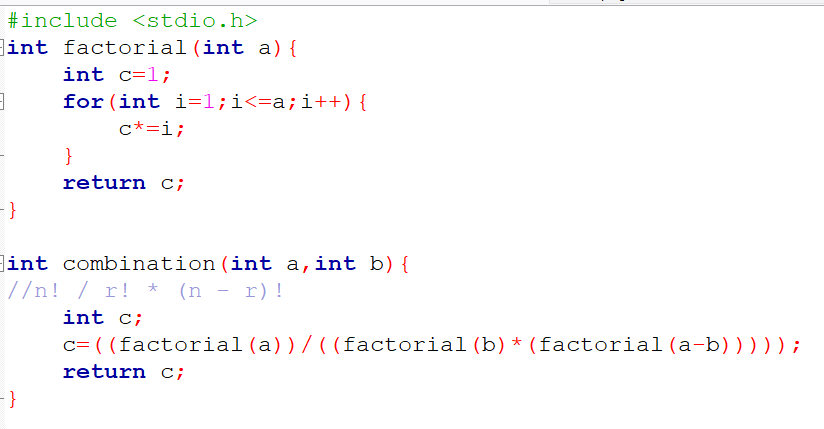 #include <stdio.h>
int factorial(int a){
    int c=1;
    for(int i=1;i<=a;i++){
        c*=i;
    }
    return c;
}
int combination(int a,int b){
//n! / r! * (n - r)!
    int c;
    c=((factorial(a))/((factorial(b)*(factorial(a-b)))));
    return c;
}